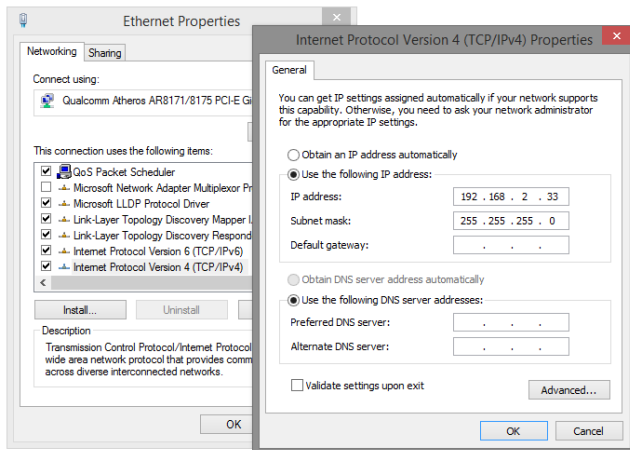 Ethernet Properties
Networking
Sharing
Connect using:
Qualcomm Atheros AR8171/8175 PCI-E Gi
This connection uses the following items:
QoS Packet Scheduler
Microsoft Network Adapter Multiplexor Pr
Microsoft LLDP Protocol Driver
Link-Layer Topology Discovery Mapper I
Link-Layer Topology Discovery Respond
Internet Protocol Version 6 (TCP/IPv6)
Internet Protocol Version 4 (TCP/IPv4)
Install...
Uninstall
Description
Transmission Control Protocol/Internet Protocol
wide area network protocol that provides comm
across diverse interconnected networks.
OK
Internet Protocol Version 4 (TCP/IPv4) Properties
General
You can get IP settings assigned automatically if your network supports
this capability. Otherwise, you need to ask your network administrator
for the appropriate IP settings.
Obtain an IP address automatically
Use the following IP address:
IP address:
192 . 168 . 2 . 33
Subnet mask:
255 . 255 . 255 . 0
Default gateway:
. . .
Obtain DNS server address automatically
Use the following DNS server addresses:
Preferred DNS server:
. . .
Alternate DNS server:
. . .
Validate settings upon exit
Advanced...
OK
Cancel